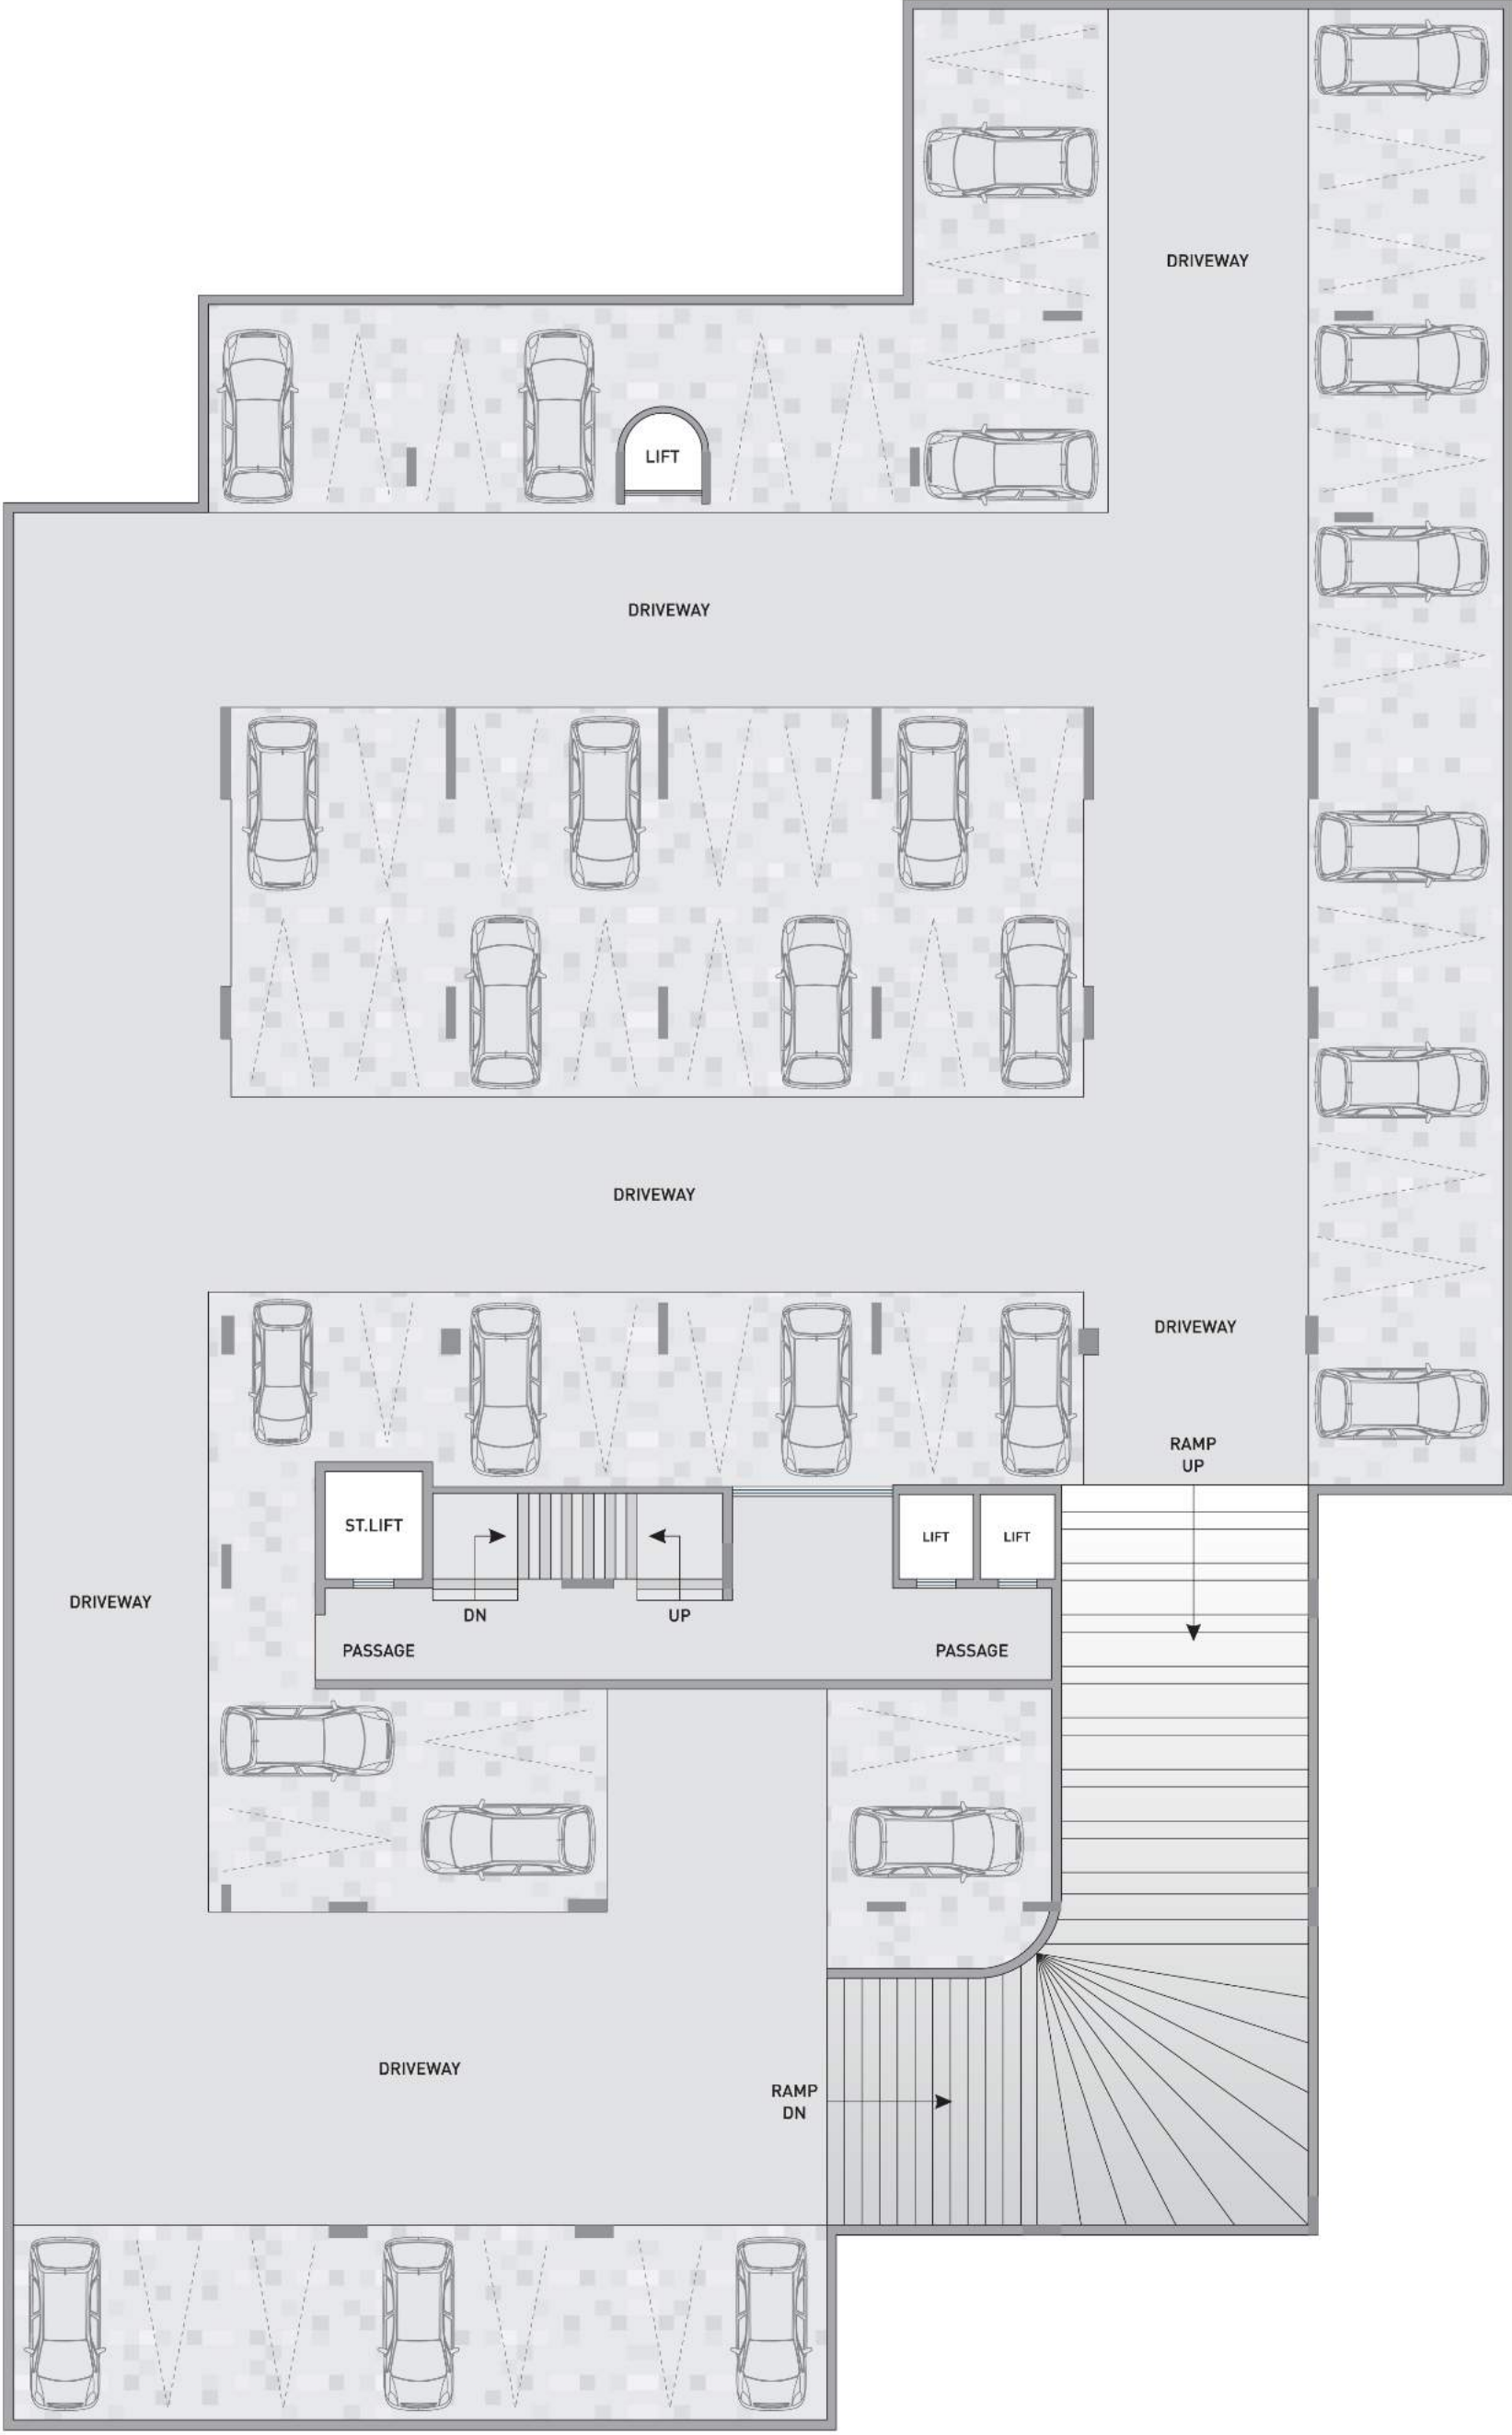 DRIVEWAY
LIFT
DRIVEWAY
DRIVEWAY
DRIVEWAY
RAMP
UP
ST.LIFT
LIFT
LIFT
DRIVEWAY
DN
UP
PASSAGE
PASSAGE
DRIVEWAY
RAMP
DN